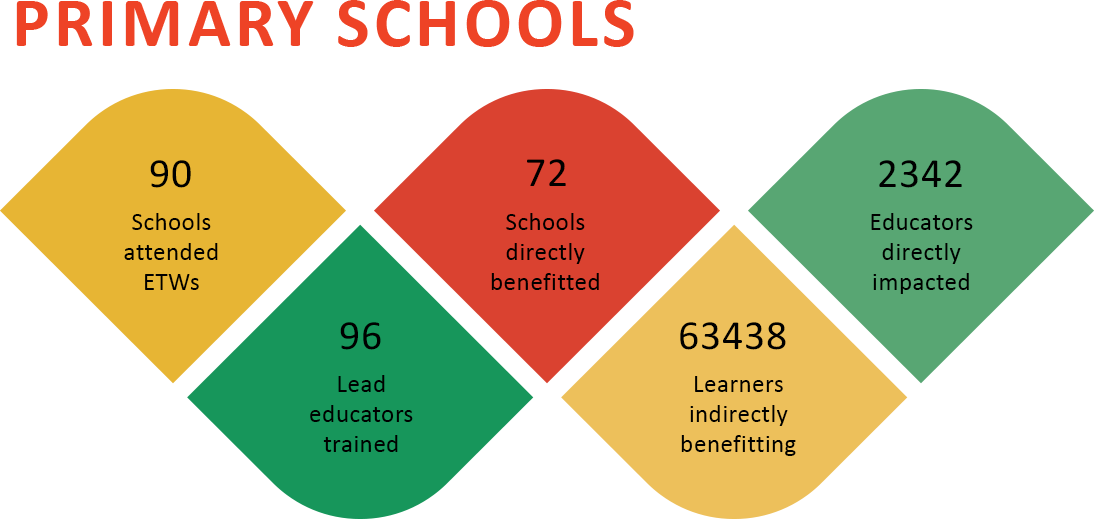 PRIMARY SCHOOLS
90
Schools
attended
ETWs
96
Lead
educators
trained
72
Schools
directly
benefitted
63438
Learners
indirectly
benefitting
2342
Educators
directly
impacted